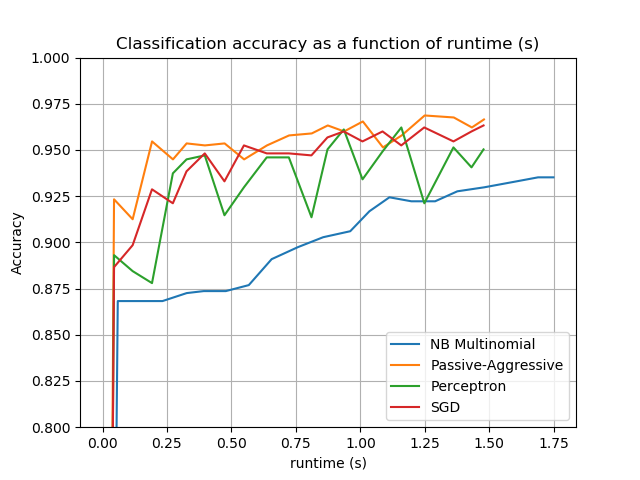 Classification accuracy as a function of runtime (s)
1.000
0.975
0.950
0.925
0.900
0.875
0.850
0.825
0.800
Accuracy
NB Multinomial
Passive-Aggressive
Perceptron
SGD
0.00 0.25 0.50 0.75 1.00 1.25 1.50 1.75
runtime (s)